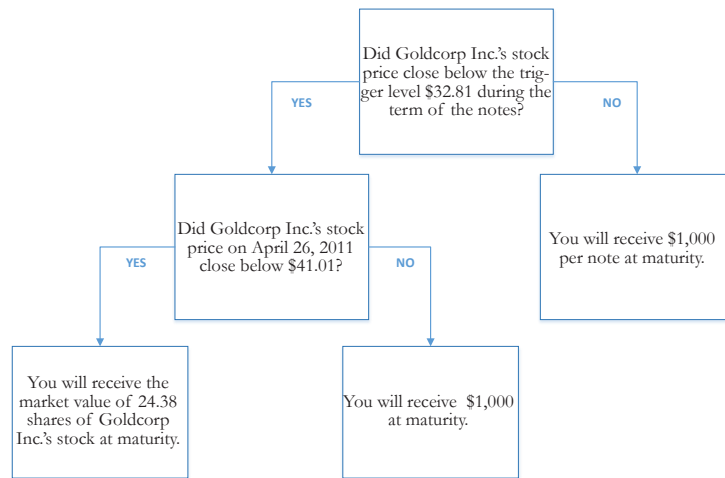 Did Goldcorp Inc.'s stock
price close below the trig-
ger level $32.81 during the
term of the notes?
YES
NO
Did Goldcorp Inc.'s stock
price on April 26, 2011
close below $41.01?
You will receive $1,000
per note at maturity.
YES
NO
You will receive the
market value of 24.38
shares of Goldcorp
Inc.'s stock at maturity.
You will receive $1,000
at maturity.